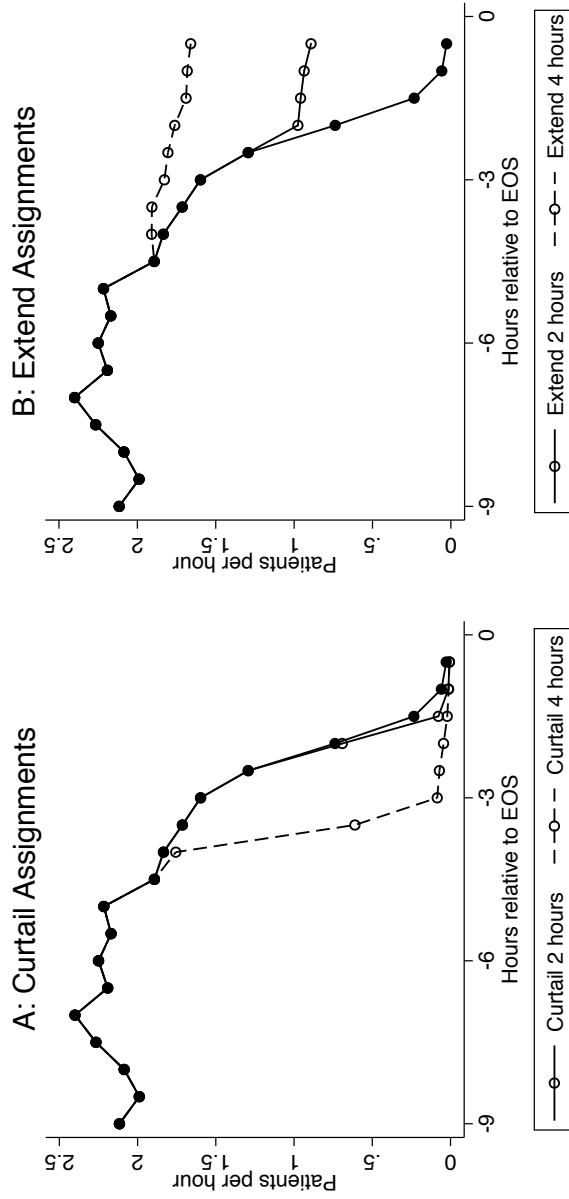 A: Curtail Assignments
Patients per hour
2.5
2
1.5
1
.5
0
-9
-6
-3
0
Hours relative to EOS
Curtail 2 hours
Curtail 4 hours
B: Extend Assignments
Patients per hour
2.5
2
1.5
1
.5
0
-9
-6
-3
0
Hours relative to EOS
Extend 2 hours
Extend 4 hours